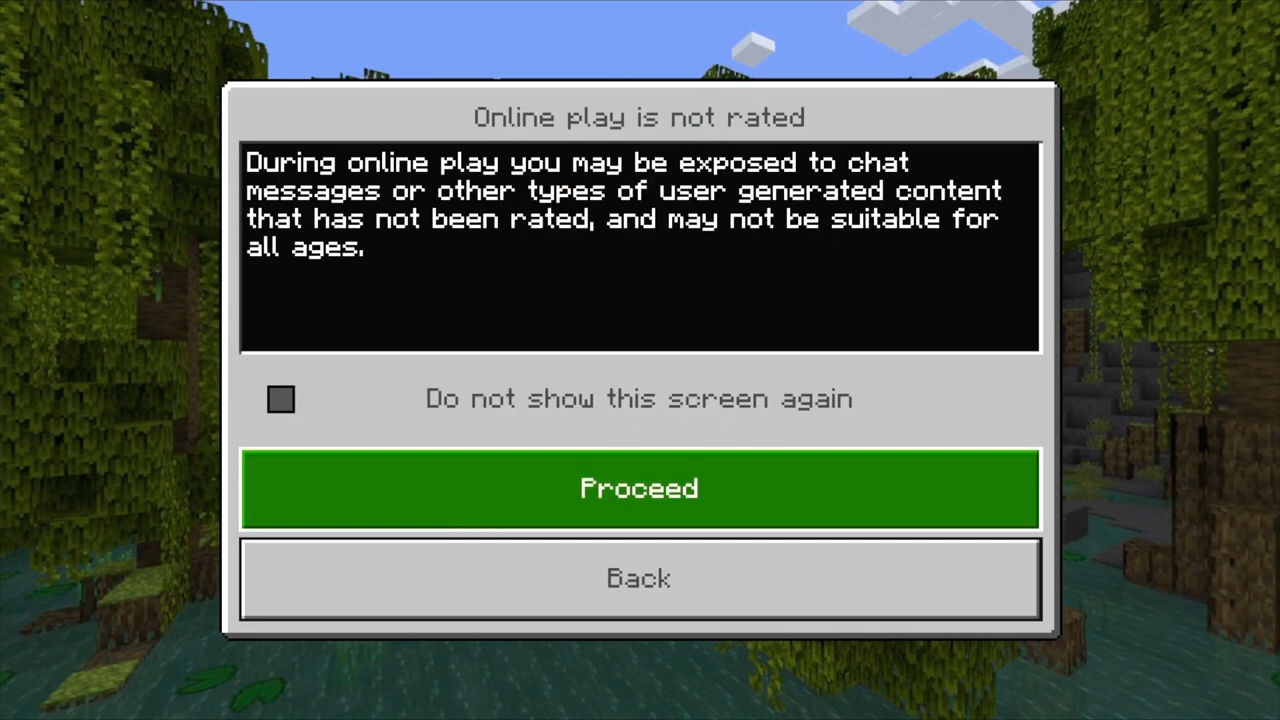 Online play is not rated
During online play you may be exposed to chat
messages or other types of user generated content
that has not been rated, and may not be suitable for
all ages.
Do not show this screen again
Proceed
Back